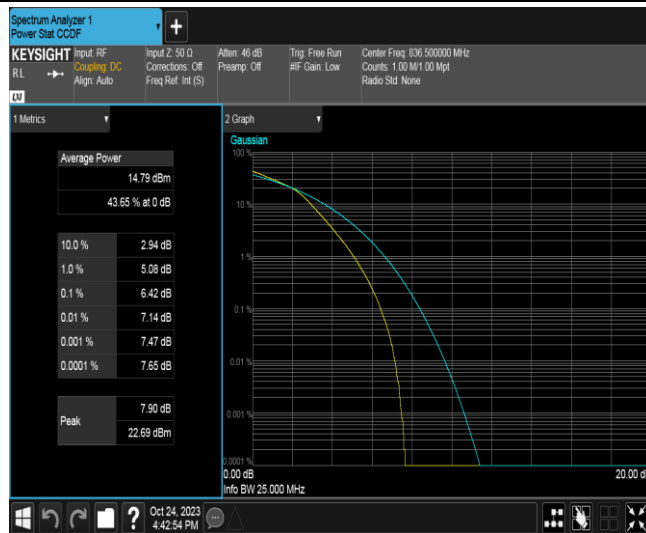 Spectrum Analyzer 1
Power Stat CCDF
KEYSIGHT Input: RF Input Z: 50 Ω Atten: 46 dB Trig: Free Run Center Freq: 836.500000 MHz
RL Coupling: DC Corrections: Off Preamp: Off #IF Gain: Low Counts: 1.00 M/1.00 Mpt
Align: Auto Freq Ref: Int (S) Radio Std: None
LXI
1 Metrics
Average Power
14.79 dBm
43.65 % at 0 dB
10.0 % 2.94 dB
1.0 % 5.08 dB
0.1 % 6.42 dB
0.01 % 7.14 dB
0.001 % 7.47 dB
0.0001 % 7.65 dB
Peak 7.90 dB
22.69 dBm
2 Graph
Gaussian
100 %
10 %
1 %
0.1 %
0.01 %
0.001 %
0.0001 %
0.00 dB 20.00 d
Info BW 25.000 MHz
? Oct 24, 2023
4:42:54 PM